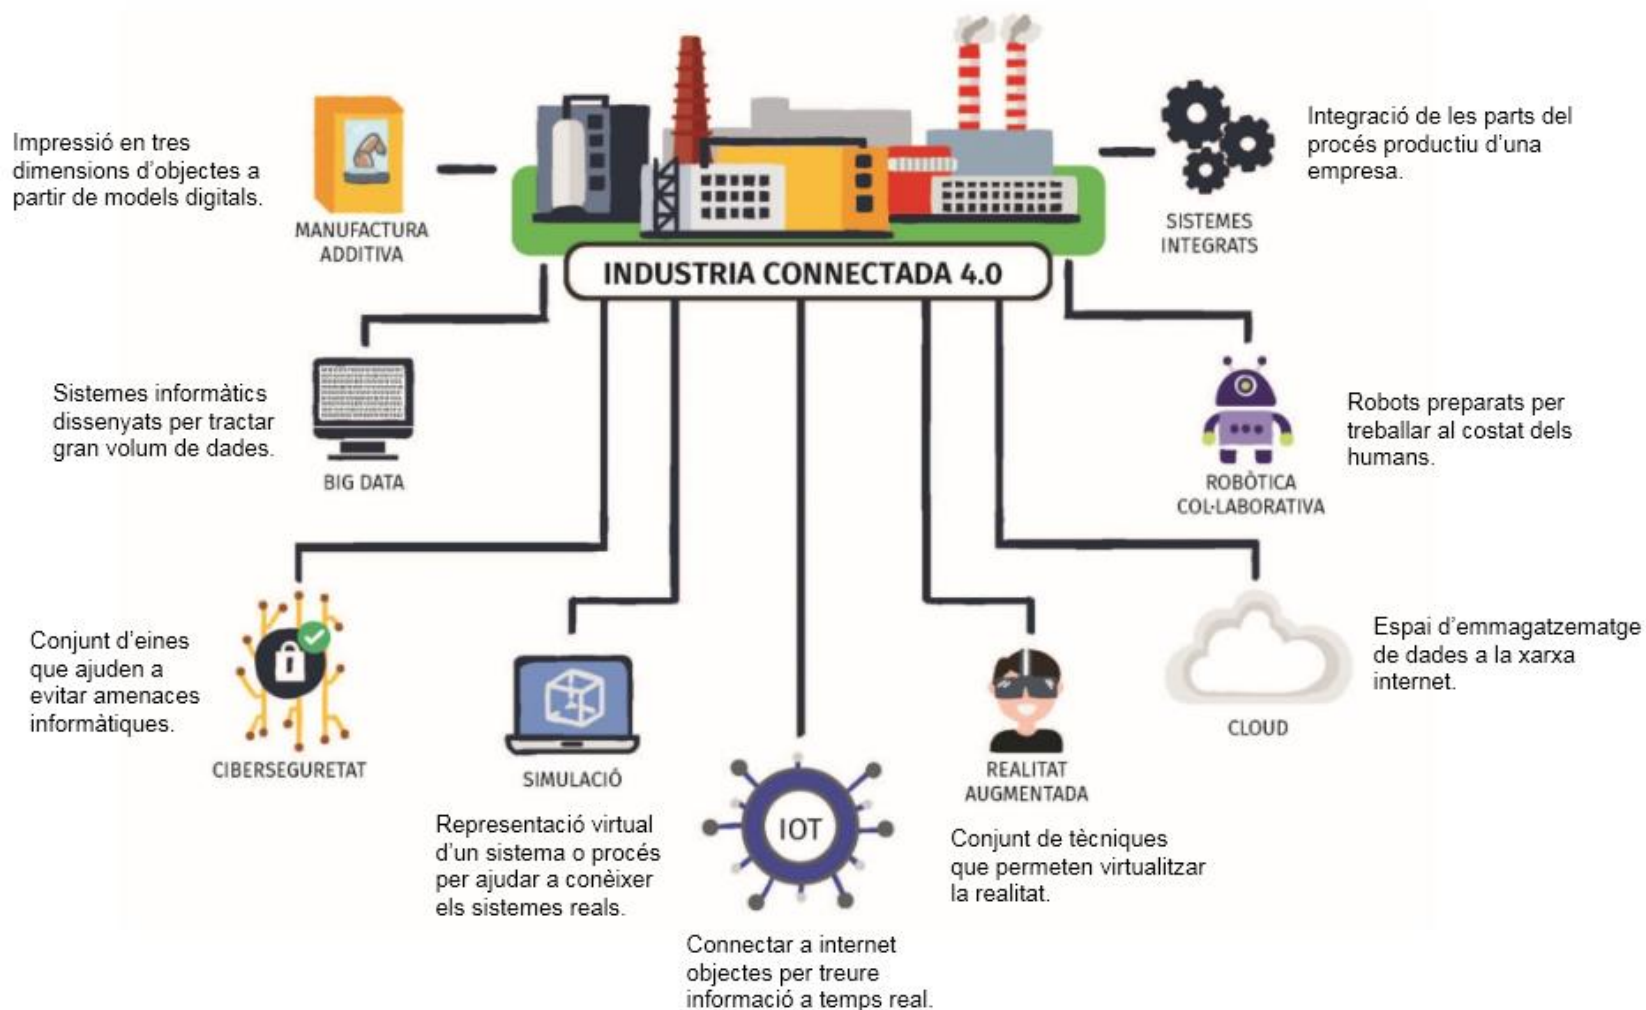 Impressió en tres
dimensions d’objectes a
partir de models digitals.
MANUFACTURA
ADDITIVA
INDUSTRIA CONNECTADA 4.0
SISTEMES
INTEGRATS
Integració de les parts del
procés productiu d’una
empresa.
Sistemes informàtics
dissenyats per tractar
gran volum de dades.
BIG DATA
ROBÒTICA
COL·LABORATIVA
Robots preparats per
treballar al costat dels
humans.
Conjunt d’eines
que ajuden a
evitar amenaces
informàtiques.
CIBERSEGURETAT
SIMULACIÓ
Representació virtual
d’un sistema o procés
per ajudar a conèixer
els sistemes reals.
IOT
Connectar a internet
objectes per treure
informació a temps real.
REALITAT
AUGMENTADA
Conjunt de tècniques
que permeten virtualitzar
la realitat.
CLOUD
Espai d’emmagatzematge
de dades a la xarxa
internet.